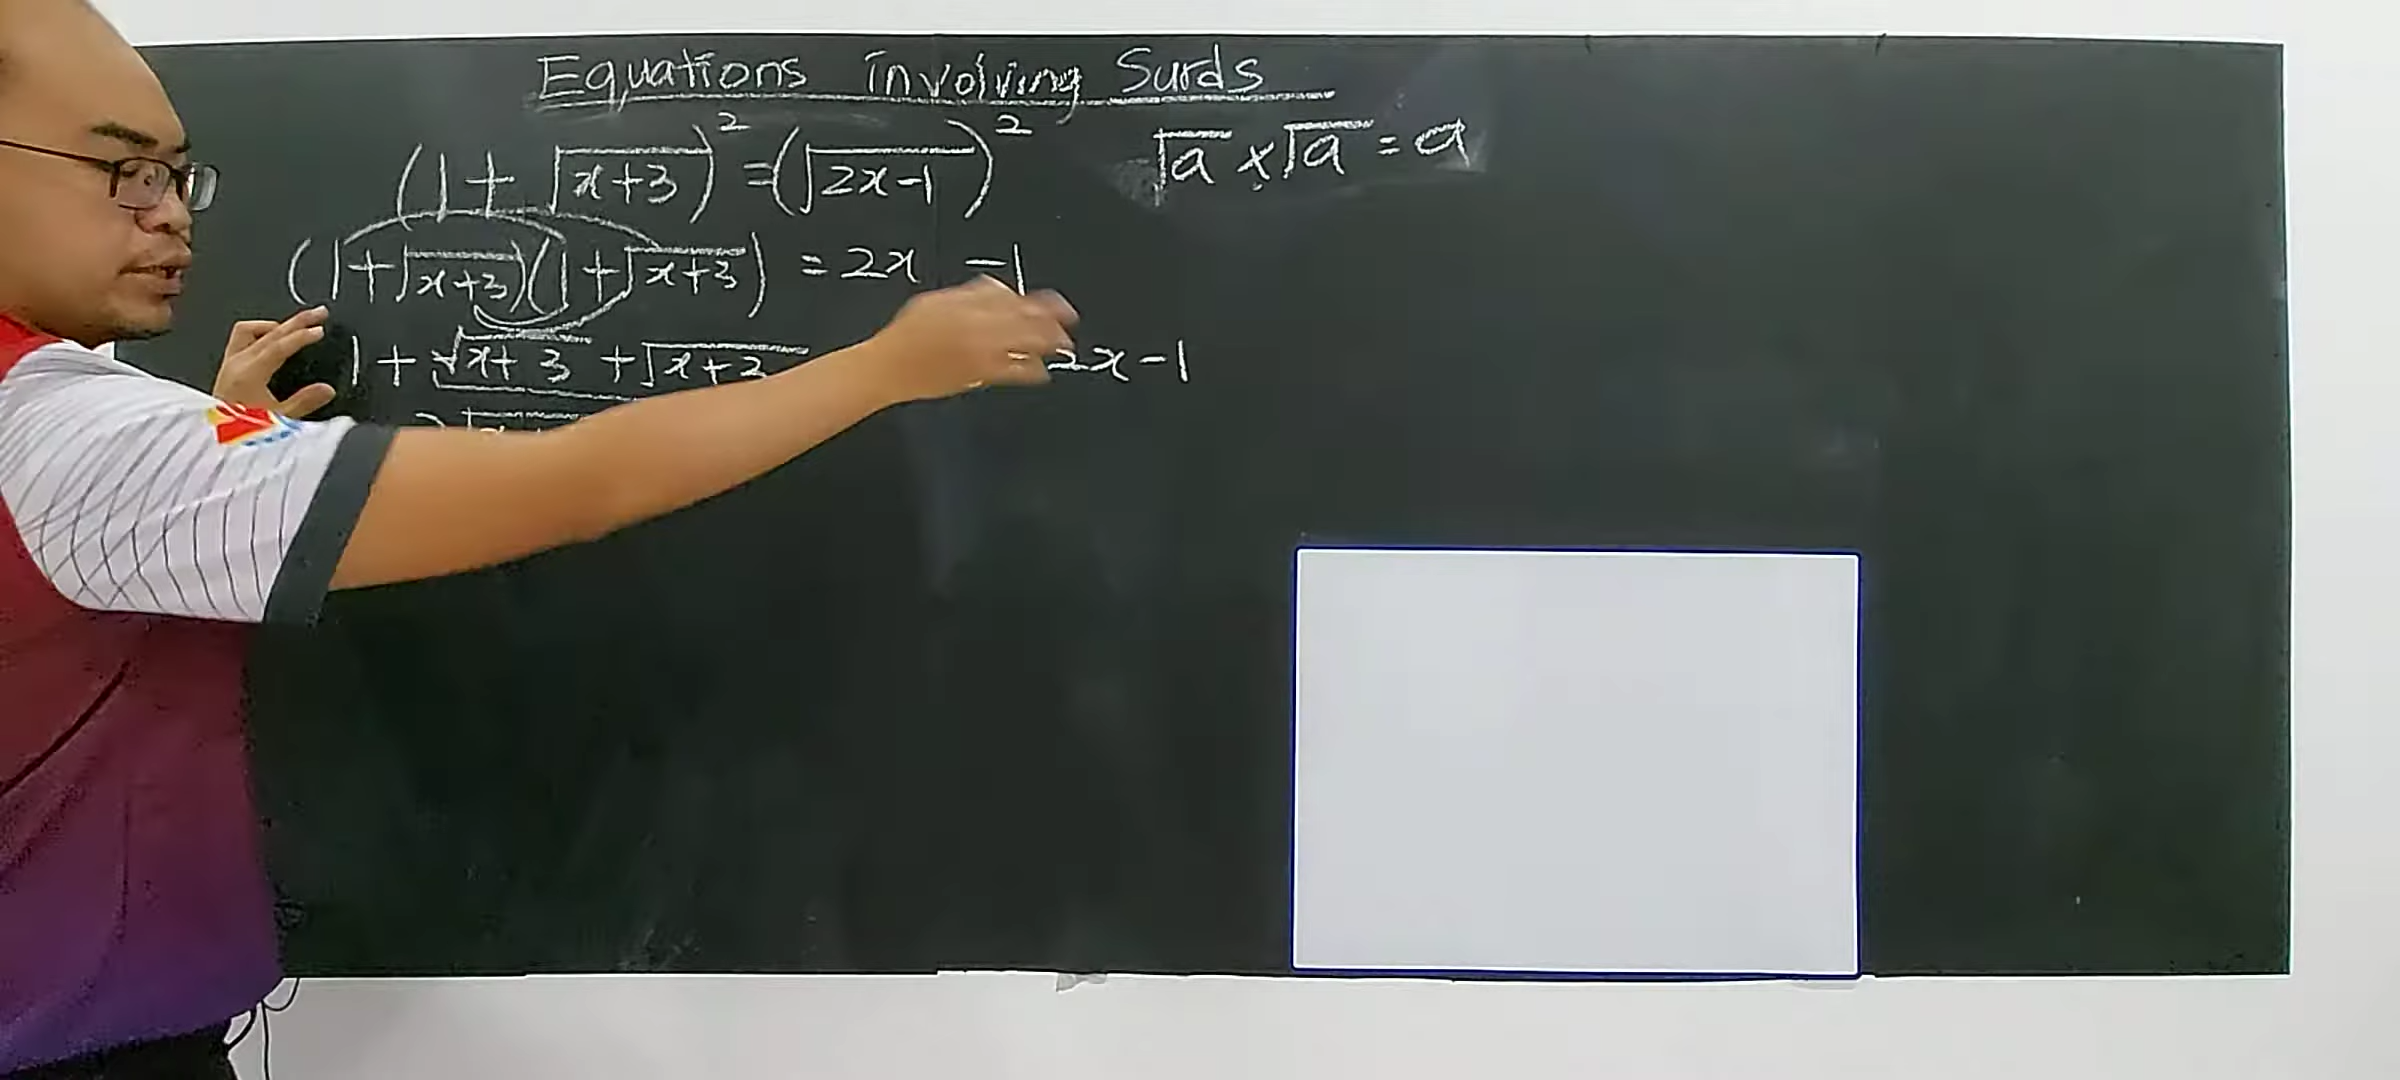 Equations involving Surds
(1 + √(x+3))² = (√(2x-1))²
√a × √a = a
(1+√(x+3))(1+√(x+3)) = 2x -1
1 + √(x+3) + √(x+3 = 2x-1
2√